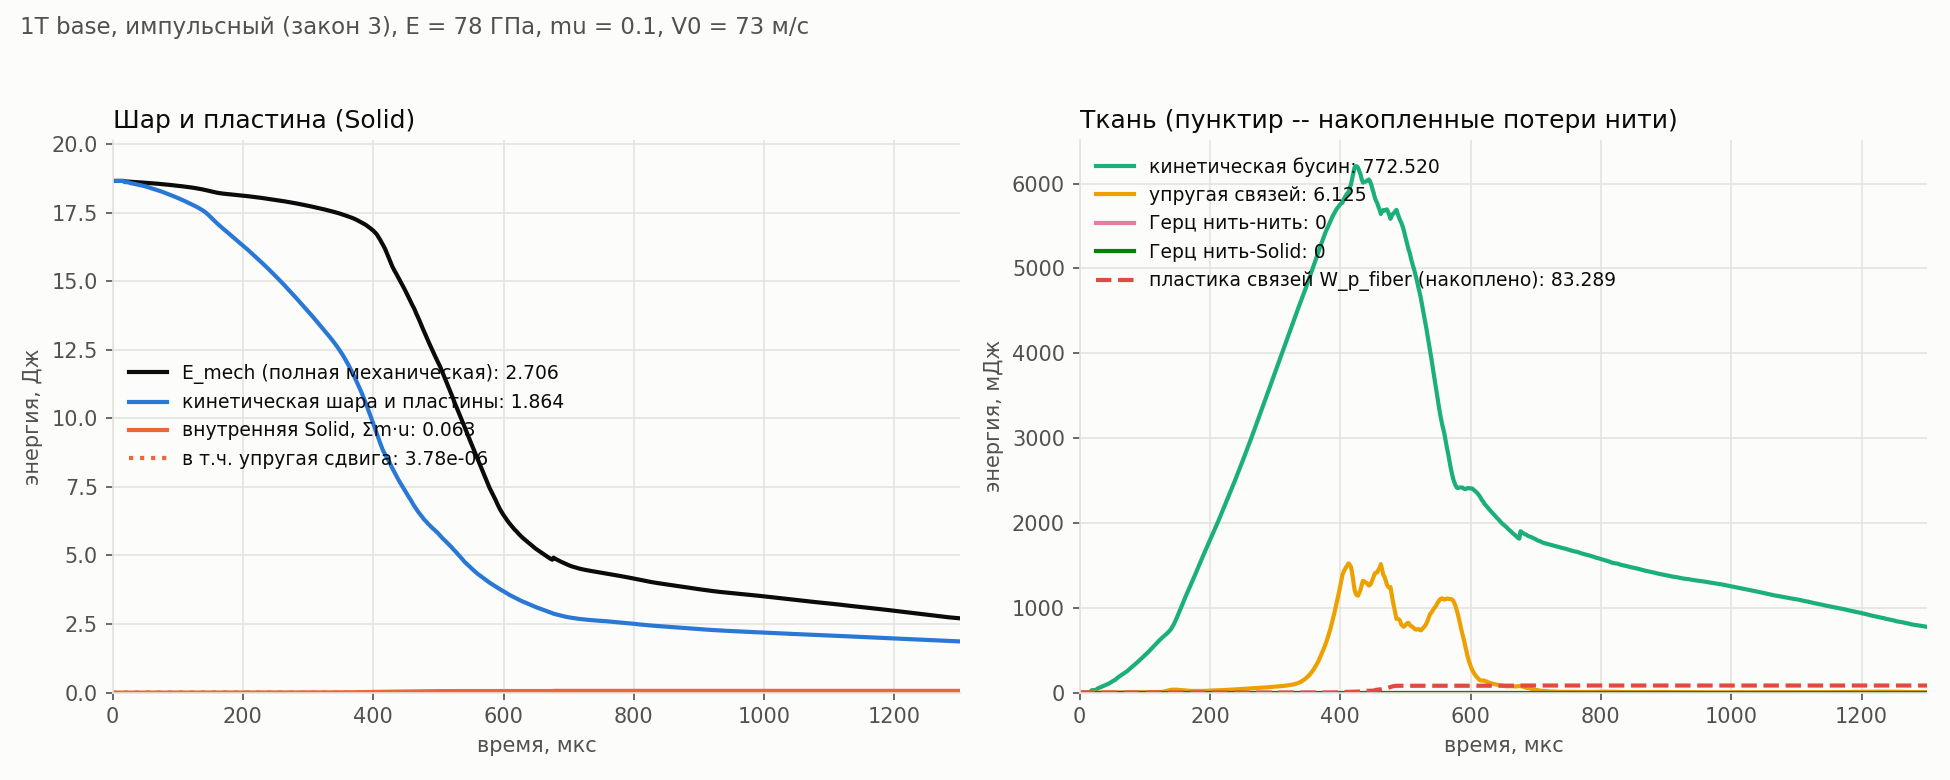 1T base, импульсный (закон 3), E = 78 ГПа, mu = 0.1, V0 = 73 м/с
Шар и пластина (Solid)
20.0
17.5
15.0
12.5
10.0
7.5
5.0
2.5
0.0
энергия, Дж
E_mech (полная механическая): 2.706
кинетическая шара и пластины: 1.864
внутренняя Solid, Σm·u: 0.063
в т.ч. упругая сдвига: 3.78e-06
0 200 400 600 800 1000 1200
время, мкс
Ткань (пунктир -- накопленные потери нити)
6000
5000
4000
3000
2000
1000
0
энергия, мДж
кинетическая бусин: 772.520
упругая связей: 6.125
Герц нить-нить: 0
Герц нить-Solid: 0
пластика связей W_p_fiber (накоплено): 83.289
0 200 400 600 800 1000 1200
время, мкс